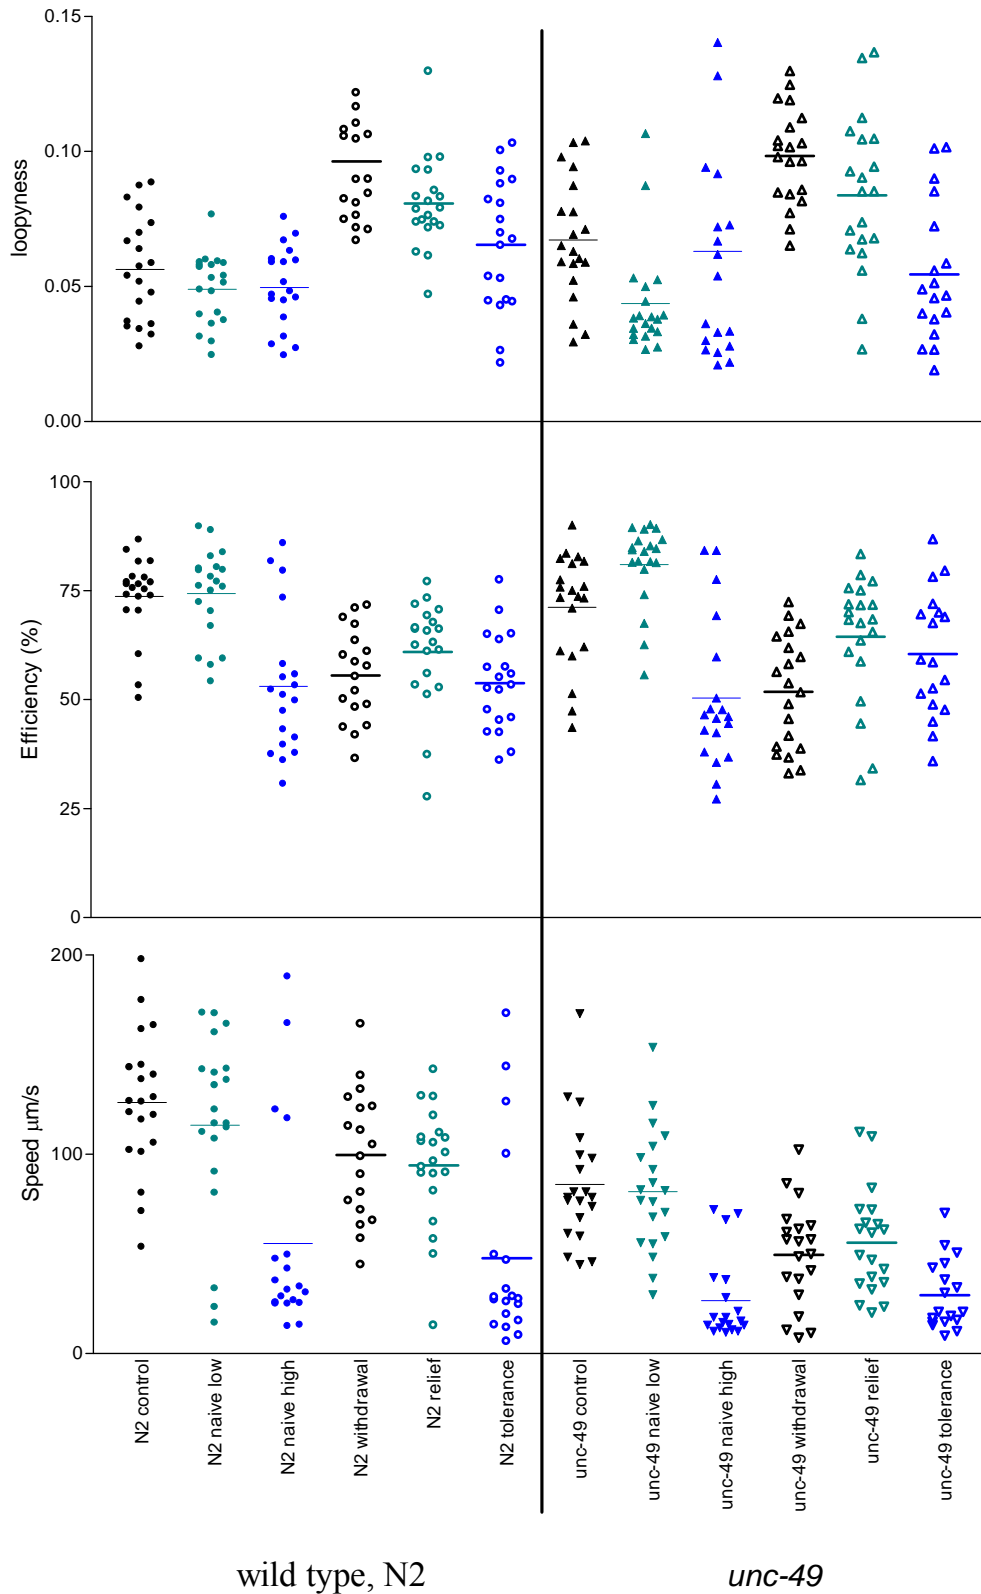 0.15
0.10
0.05
0.00
loopyness
100
75
50
25
0
Efficiency (%)
200
100
0
Speed μm/s
N2 control
N2 naive low
N2 naive high
N2 withdrawal
N2 relief
N2 tolerance
unc-49 control
unc-49 naive low
unc-49 naive high
unc-49 withdrawal
unc-49 relief
unc-49 tolerance
wild type, N2
unc-49